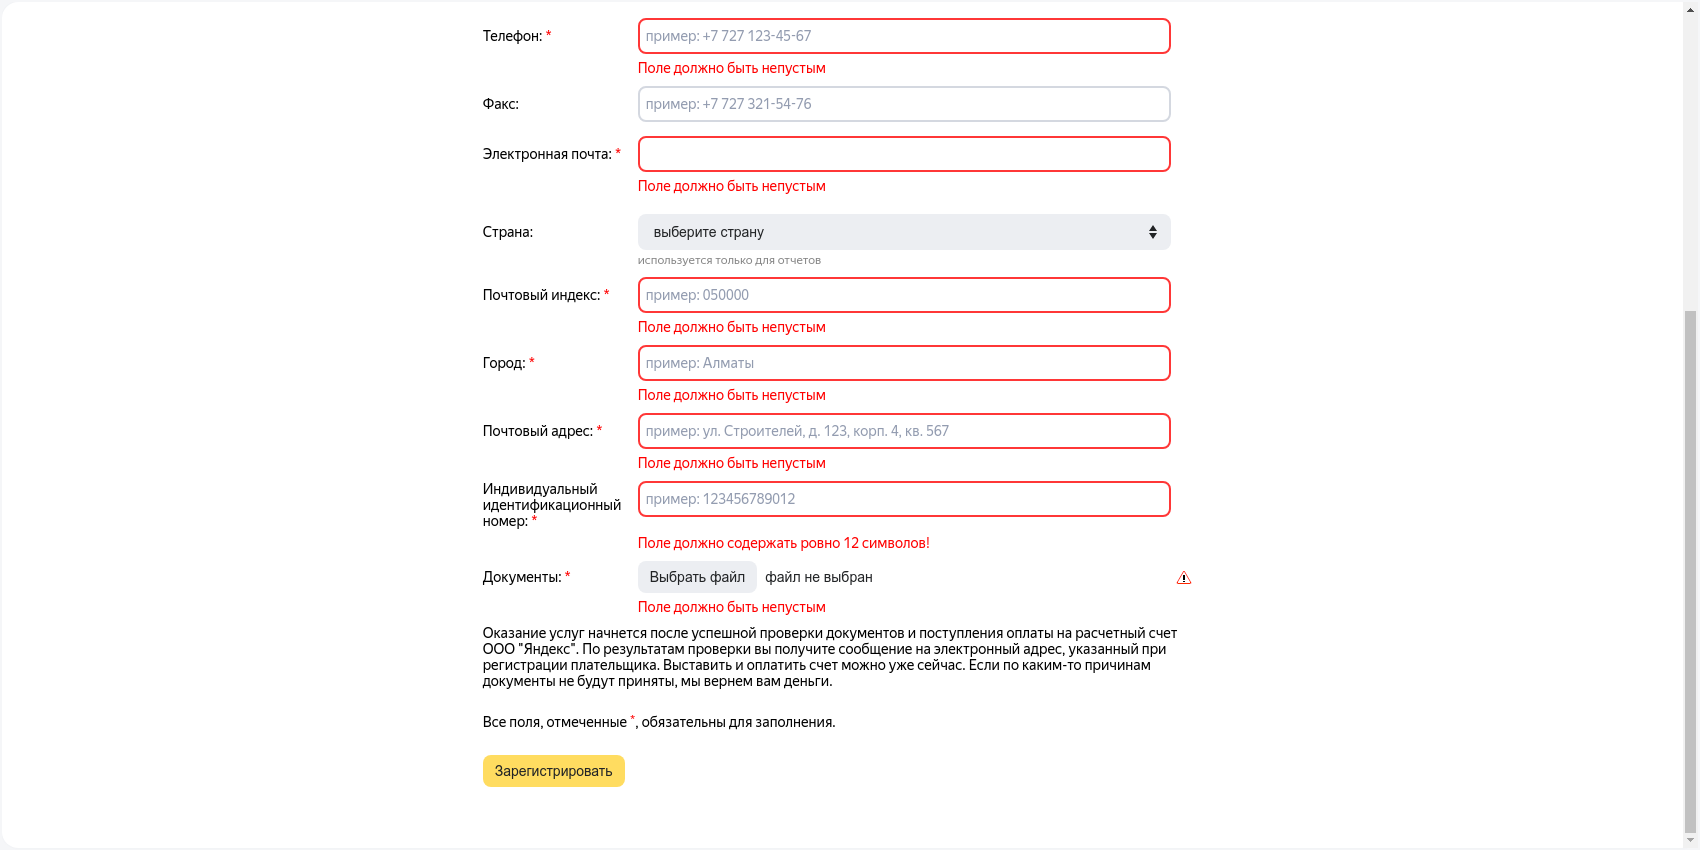 Телефон: *
пример: +7 727 123-45-67
Поле должно быть непустым
Факс:
пример: +7 727 321-54-76
Электронная почта: *
Поле должно быть непустым
Страна:
выберите страну
используется только для отчетов
Почтовый индекс: *
пример: 050000
Поле должно быть непустым
Город: *
пример: Алматы
Поле должно быть непустым
Почтовый адрес: *
пример: ул. Строителей, д. 123, корп. 4, кв. 567
Поле должно быть непустым
Индивидуальный
идентификационный
номер: *
пример: 123456789012
Поле должно содержать ровно 12 символов!
Документы: *
Выбрать файл файл не выбран
Поле должно быть непустым
Оказание услуг начнется после успешной проверки документов и поступления оплаты на расчетный счет
ООО "Яндекс". По результатам проверки вы получите сообщение на электронный адрес, указанный при
регистрации плательщика. Выставить и оплатить счет можно уже сейчас. Если по каким-то причинам
документы не будут приняты, мы вернем вам деньги.
Все поля, отмеченные *, обязательны для заполнения.
Зарегистрировать